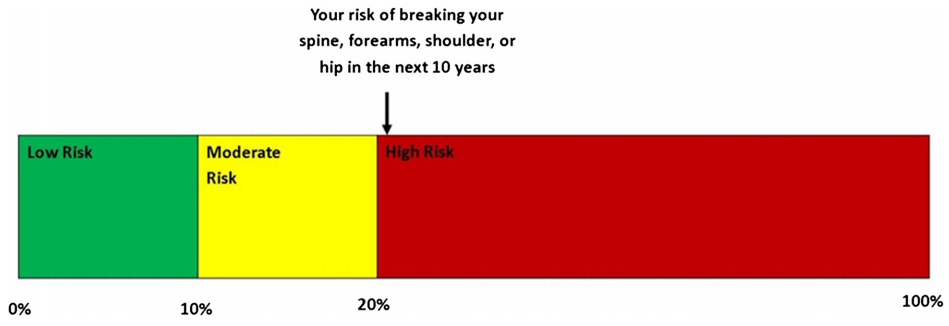 Your risk of breaking your
spine, forearms, shoulder, or
hip in the next 10 years
Low Risk
Moderate
Risk
High Risk
0%
10%
20%
100%